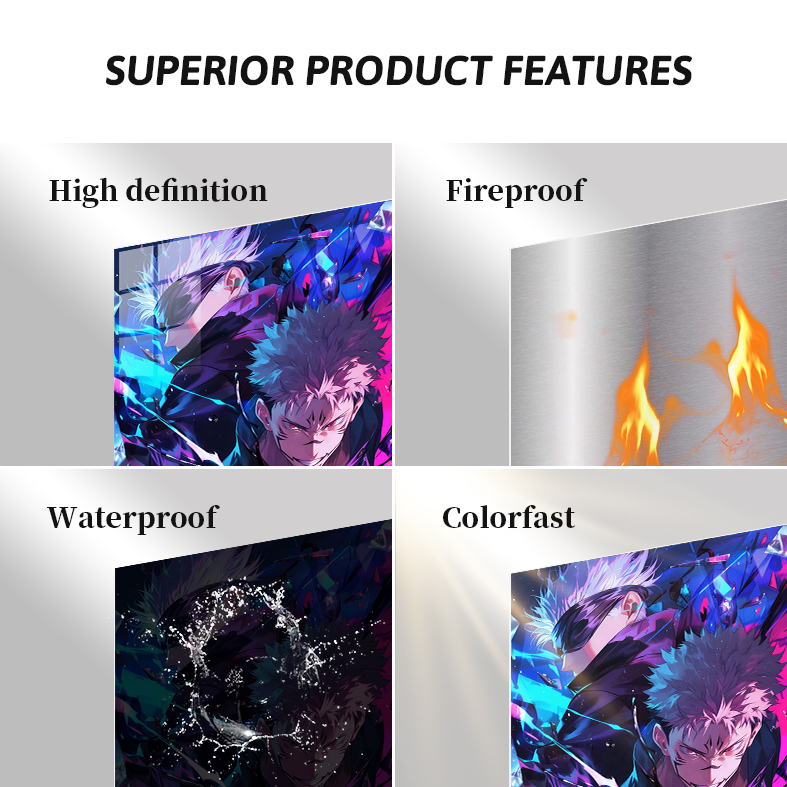 SUPERIOR PRODUCT FEATURES
High definition
Fireproof
Waterproof
Colorfast